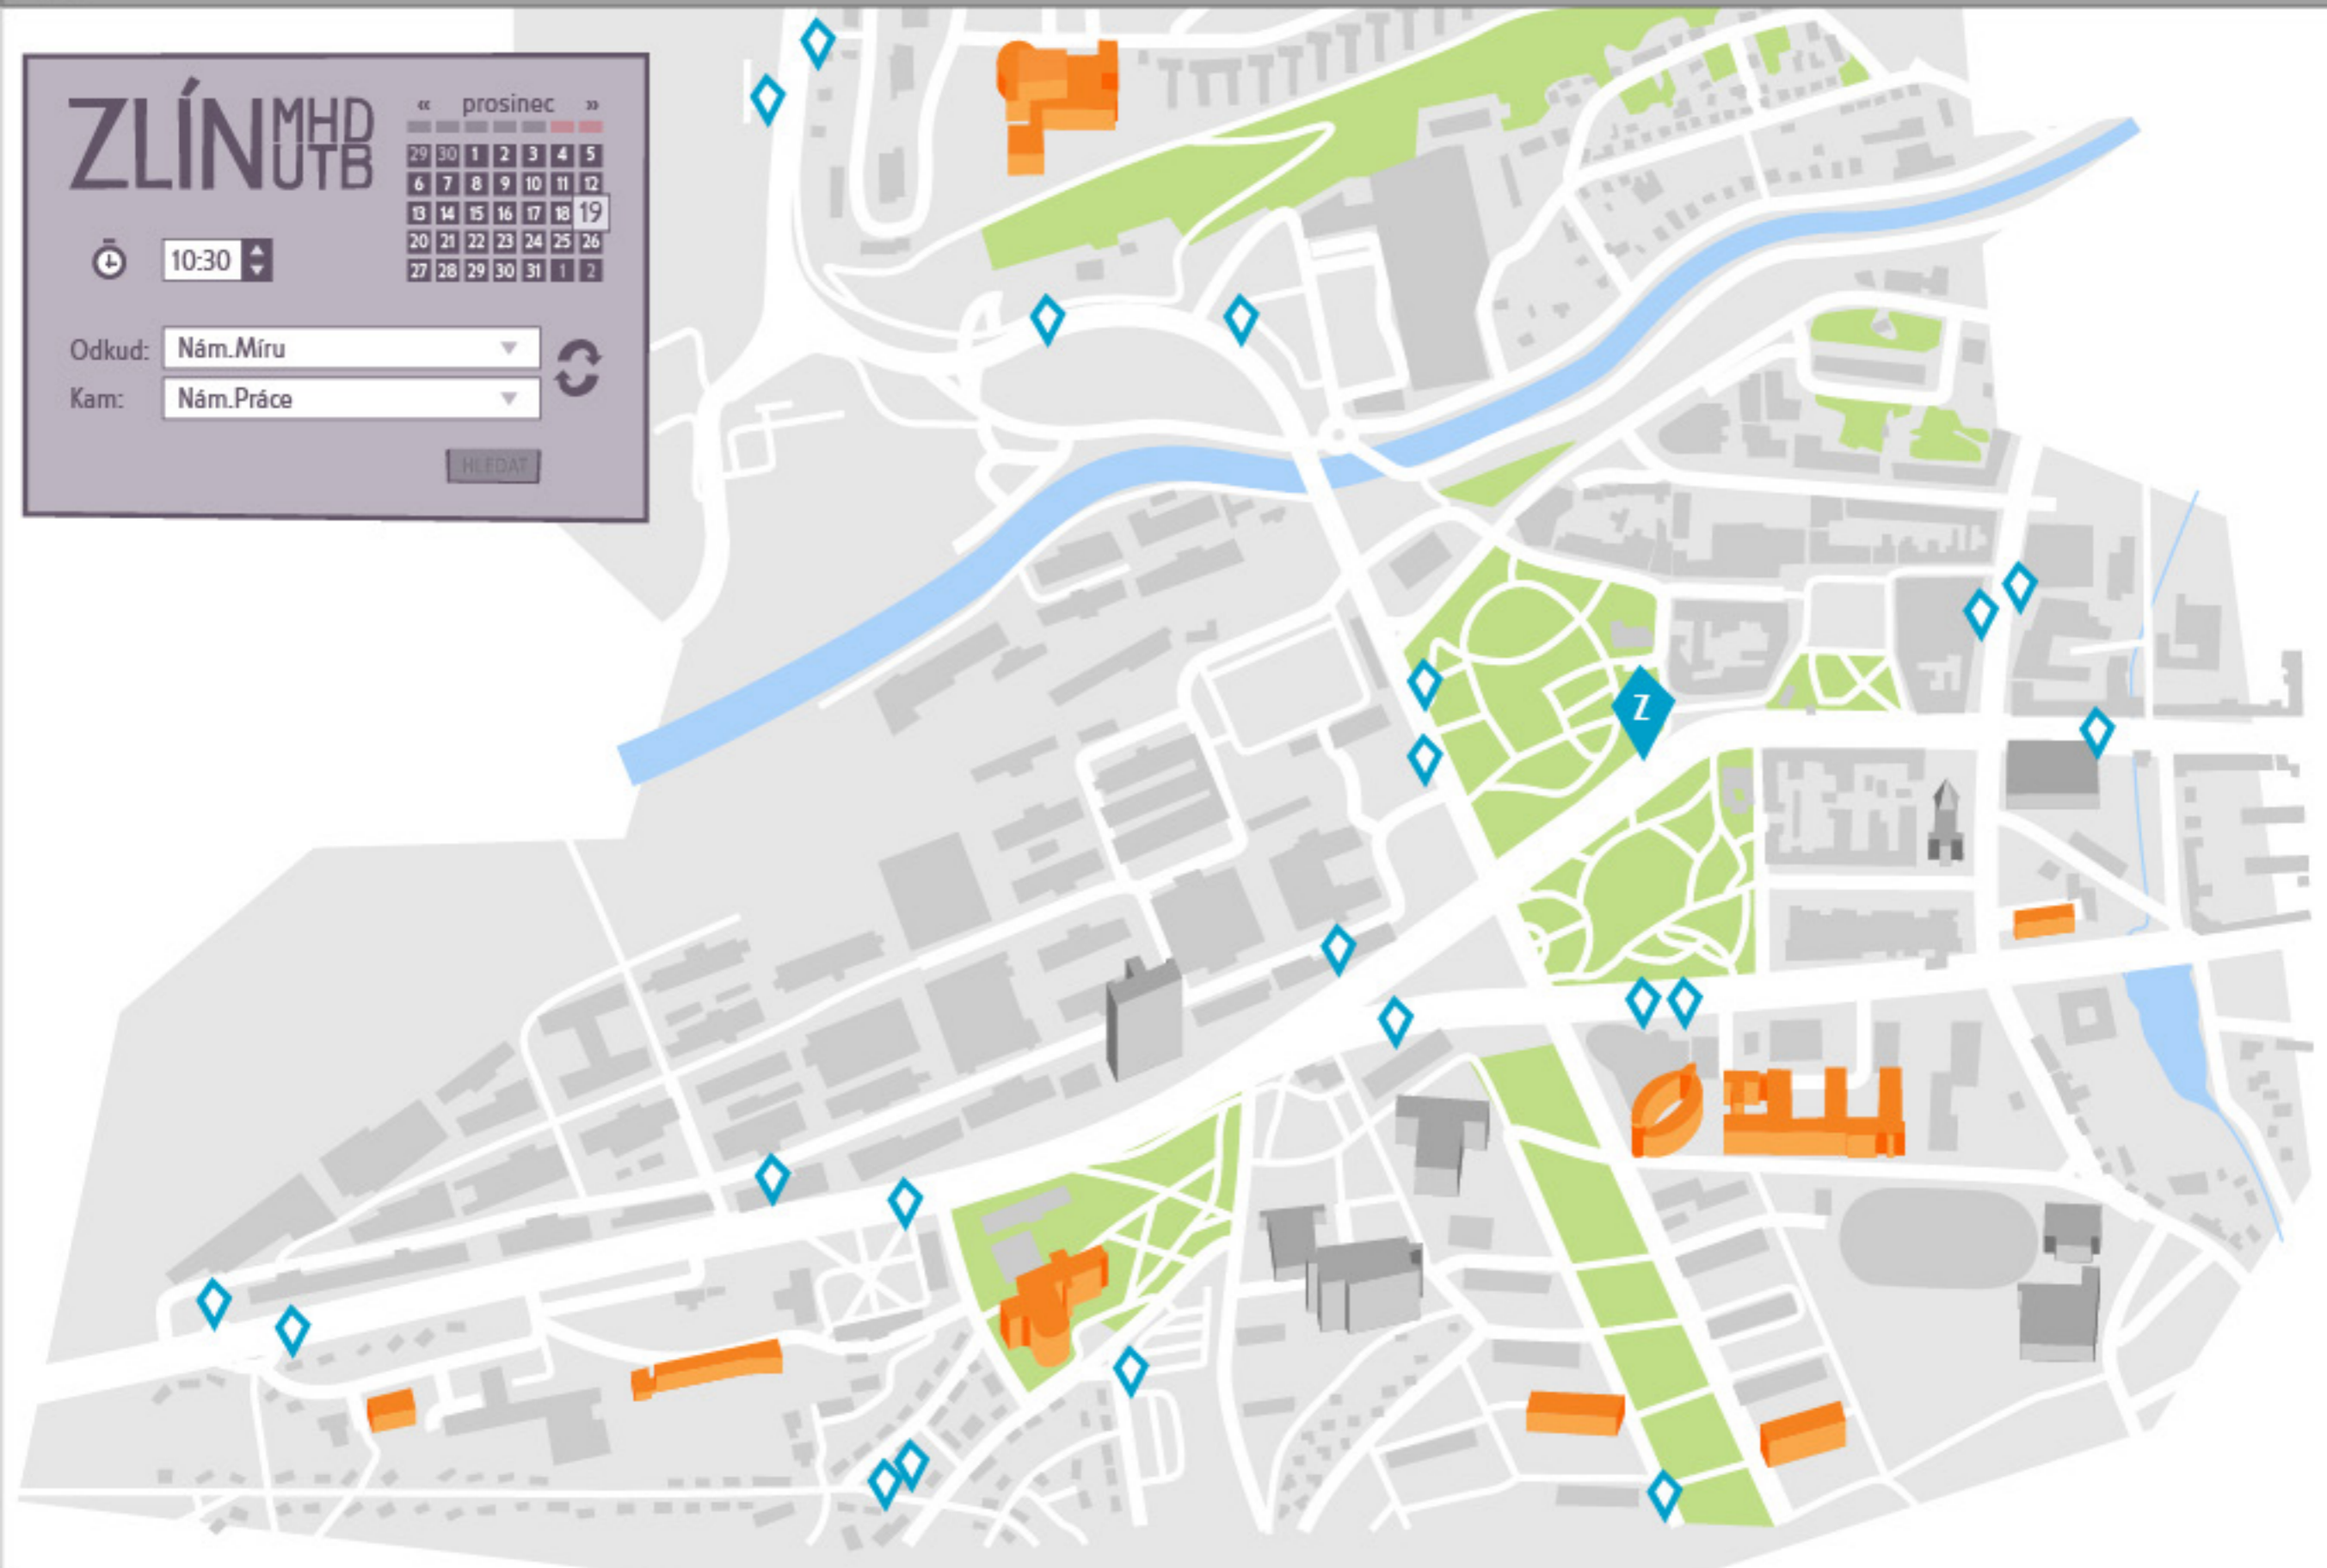 ZLÍN MHD UTB
« prosinec »
29 30 1 2 3 4 5
6 7 8 9 10 11 12
13 14 15 16 17 18 19
20 21 22 23 24 25 26
27 28 29 30 31 1 2
10:30
Odkud: Nám.Míru
Kam: Nám.Práce
HLEDAT
Z